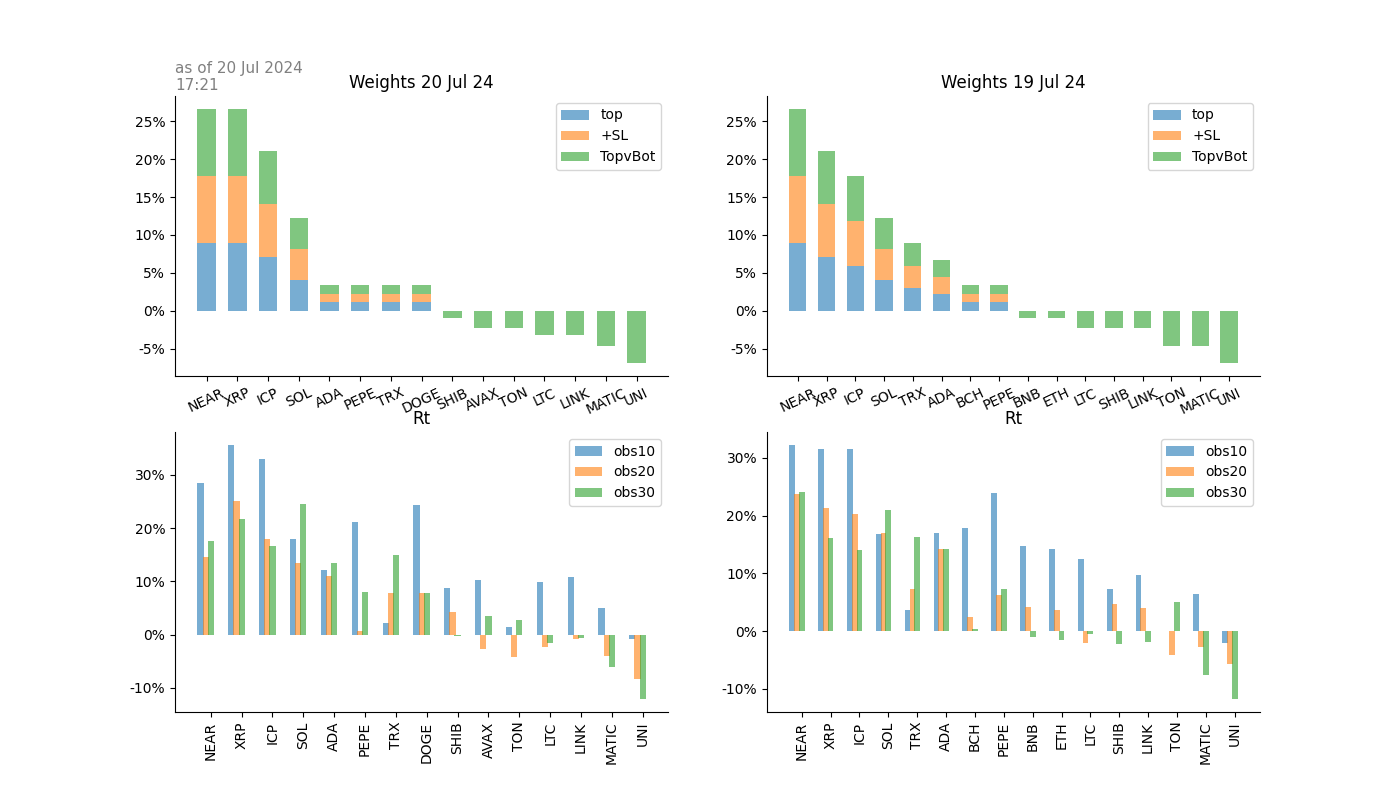 as of 20 Jul 2024
17:21
Weights 20 Jul 24
25%
20%
15%
10%
5%
0%
-5%
top
+SL
TopvBot
NEAR XRP ICP SOL ADA PEPE TRX DOGE SHIB AVAX TON LTC LINK MATIC UNI
Weights 19 Jul 24
25%
20%
15%
10%
5%
0%
-5%
top
+SL
TopvBot
NEAR XRP ICP SOL TRX ADA BCH PEPE BNB ETH LTC SHIB LINK TON MATIC UNI
Rt
30%
20%
10%
0%
-10%
obs10
obs20
obs30
NEAR XRP ICP SOL ADA PEPE TRX DOGE SHIB AVAX TON LTC LINK MATIC UNI
Rt
30%
20%
10%
0%
-10%
obs10
obs20
obs30
NEAR XRP ICP SOL TRX ADA BCH PEPE BNB ETH LTC SHIB LINK TON MATIC UNI